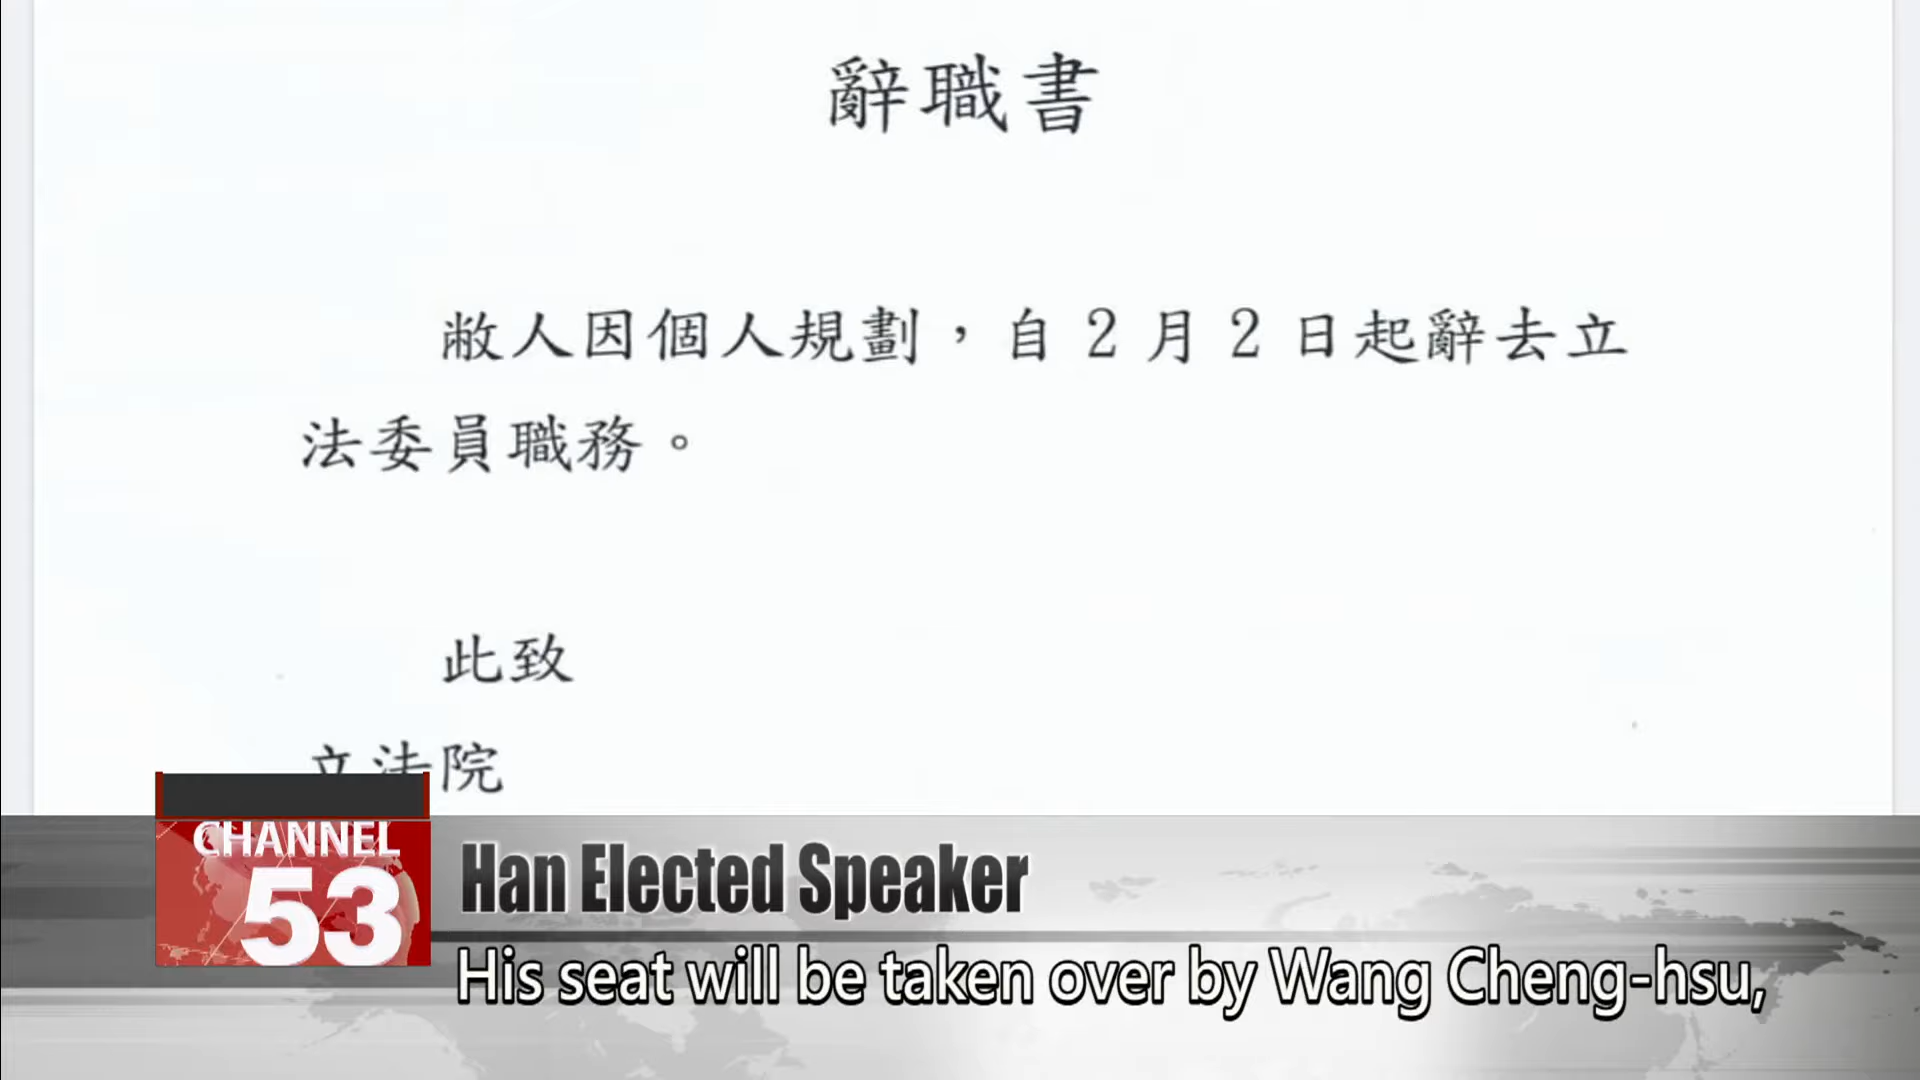 辭職書
敝人因個人規劃，自2月2日起辭去立
法委員職務。
此致
立法院
CHANNEL
53
Han Elected Speaker
His seat will be taken over by Wang Cheng-hsu,